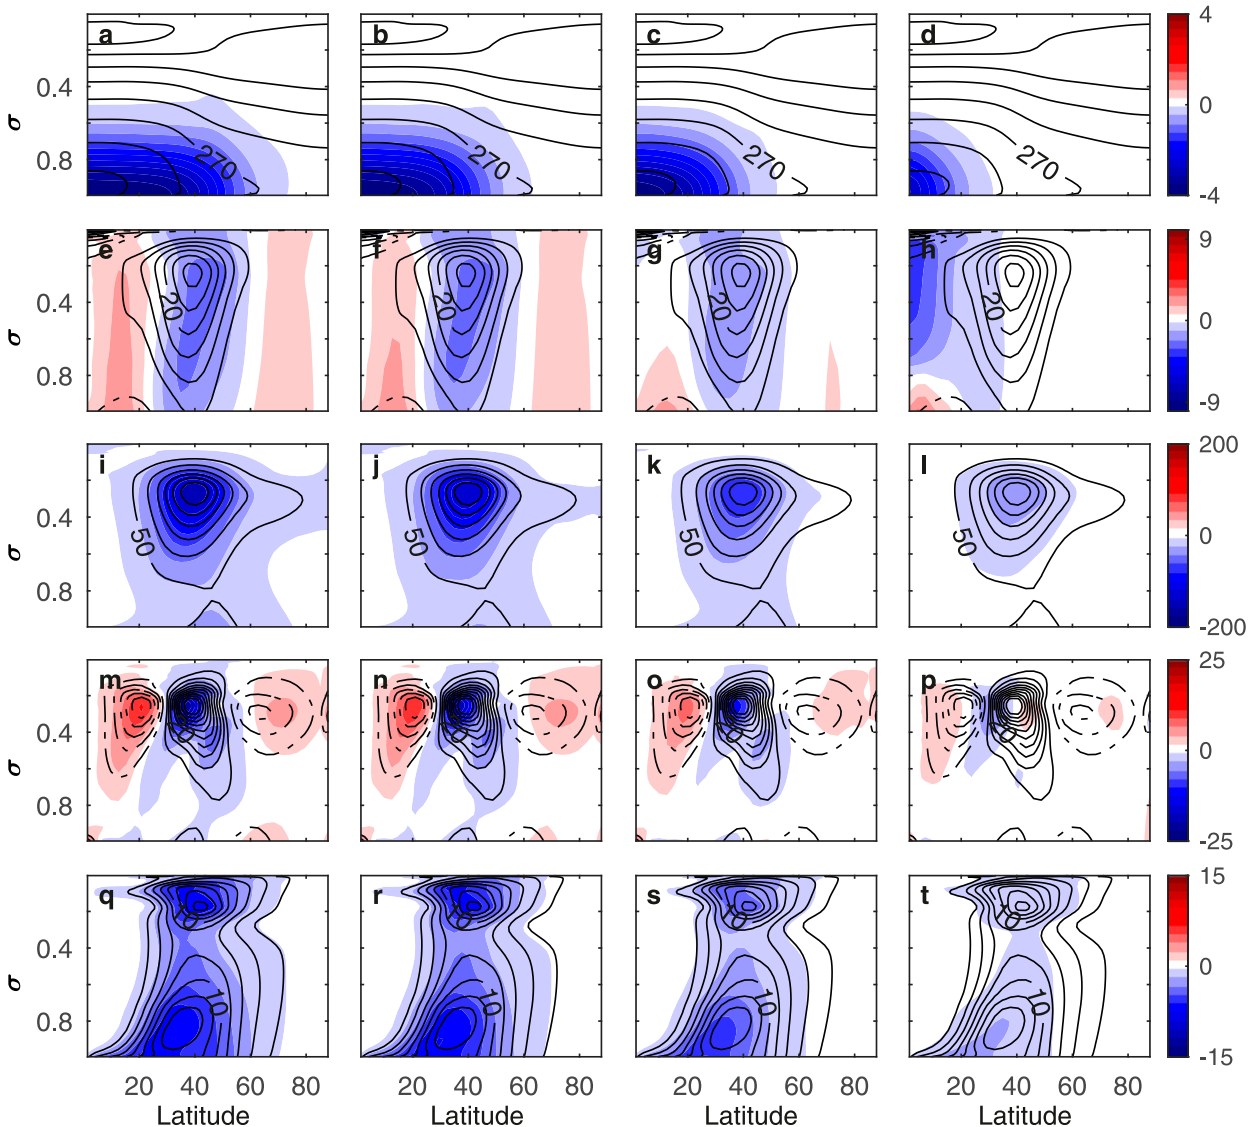 a b c d 4
0.4 0
σ
0.8 270 270 270 270 -4
e f g h 9
0.4 20 20 20 20 0
σ
0.8 -9
i j k l 200
0.4 50 50 50 50 0
σ
0.8 -200
m n o p 25
0.4 0
σ
0.8 -25
q r s t 15
10 10 10 10
0.4 0
σ
0.8 10 10 10 10 -15
20 40 60 80 20 40 60 80 20 40 60 80 20 40 60 80
Latitude Latitude Latitude Latitude